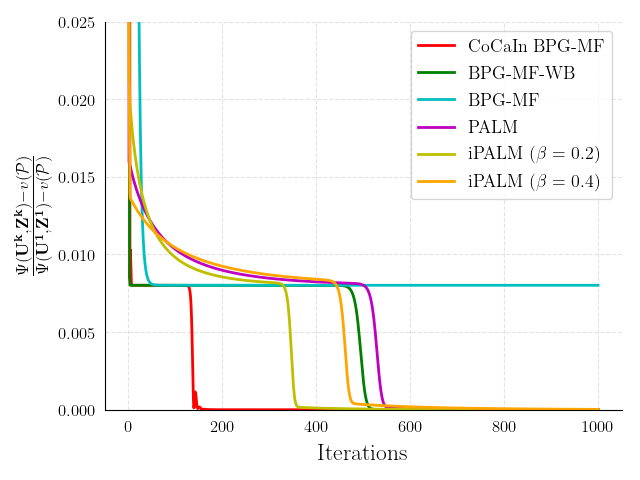 0.025
0.020
0.015
0.010
0.005
0.000
0
200
400
600
800
1000
Iterations
Ψ(U^k,Z^k)−v(P)
Ψ(U^1,Z^1)−v(P)
CoCaIn BPG-MF
BPG-MF-WB
BPG-MF
PALM
iPALM (β = 0.2)
iPALM (β = 0.4)